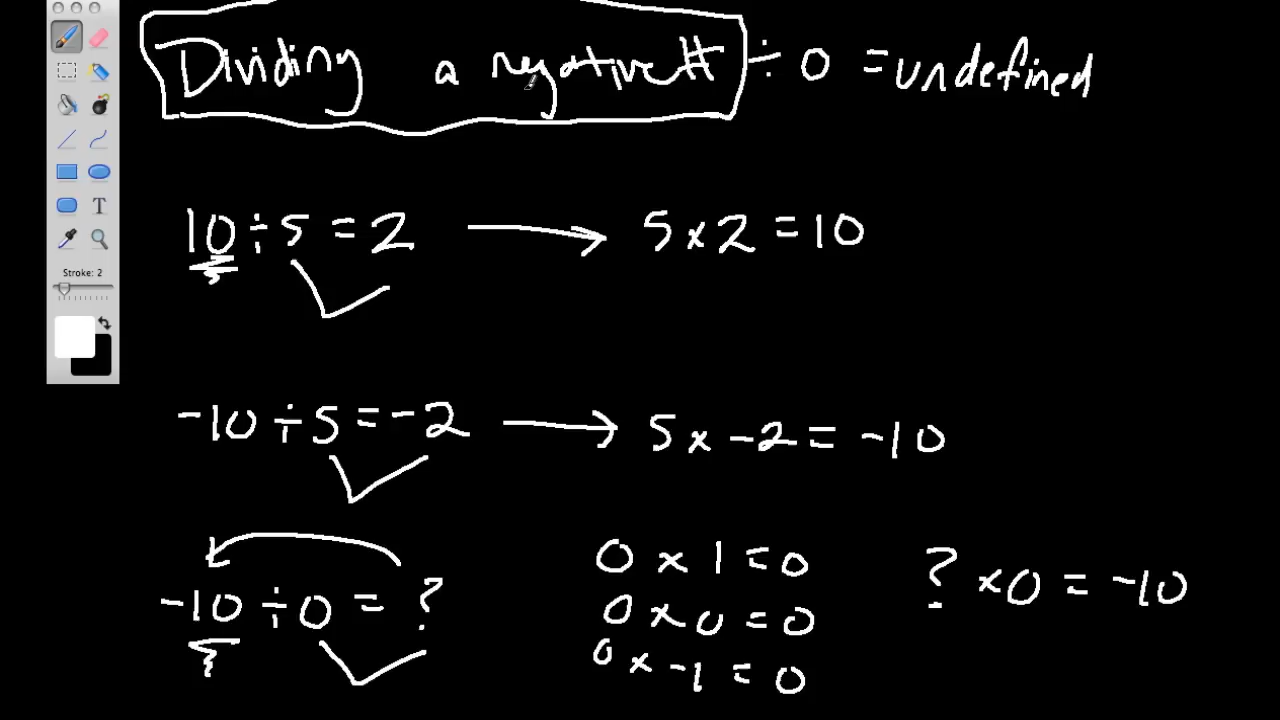 Dividing a negative # ÷ 0 = undefined
10 ÷ 5 = 2 → 5 x 2 = 10
T
Stroke: 2
-10 ÷ 5 = -2 → 5 x -2 = -10
-10 ÷ 0 = ?
0 x 1 = 0
0 x 0 = 0
0 x -1 = 0
? x 0 = -10